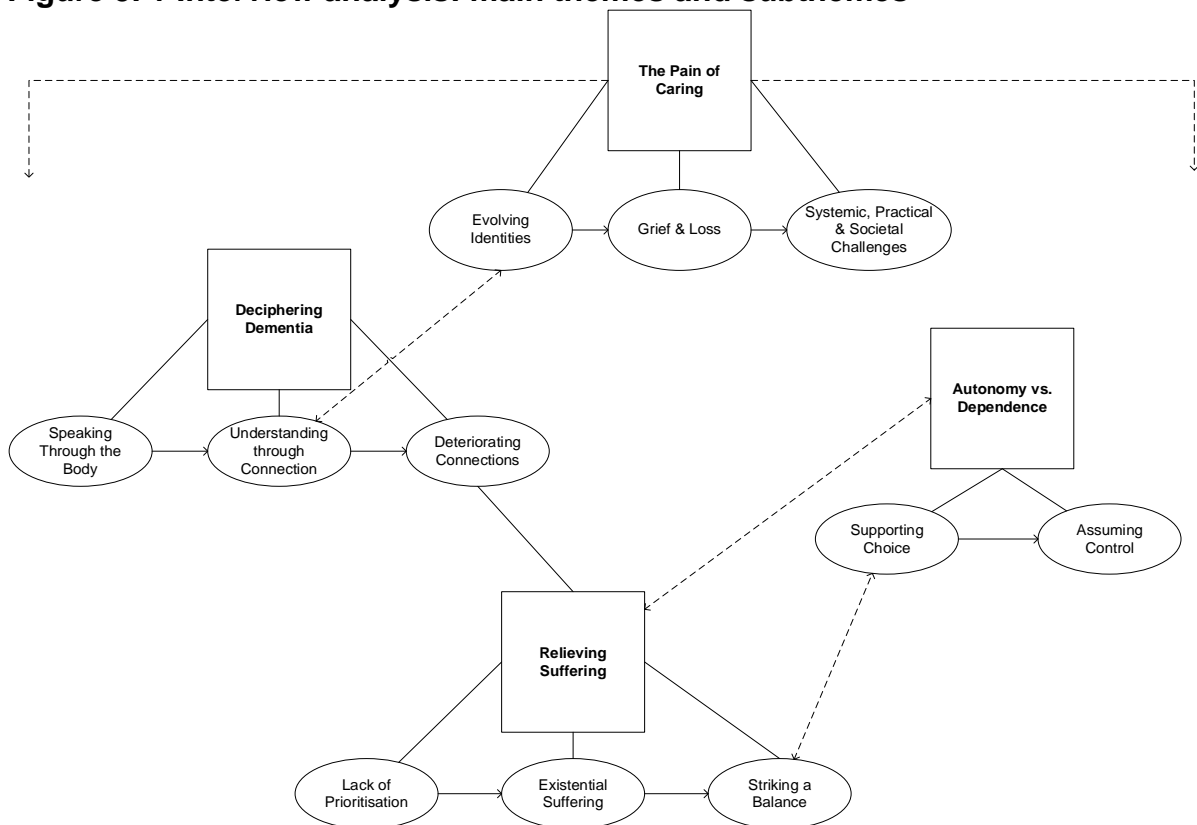 The Pain of
Caring
Evolving
Identities
Grief & Loss
Systemic, Practical
& Societal
Challenges
Deciphering
Dementia
Speaking
Through the
Body
Understanding
through
Connection
Deteriorating
Connections
Autonomy vs.
Dependence
Supporting
Choice
Assuming
Control
Relieving
Suffering
Lack of
Prioritisation
Existential
Suffering
Striking a
Balance